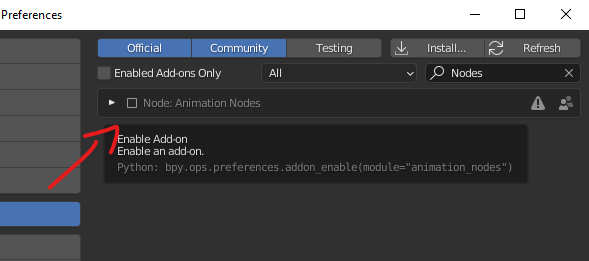 Preferences
Official Community Testing Install... Refresh
Enabled Add-ons Only All Nodes
Node: Animation Nodes
Enable Add-on
Enable an add-on.
Python: bpy.ops.preferences.addon_enable(module="animation_nodes")